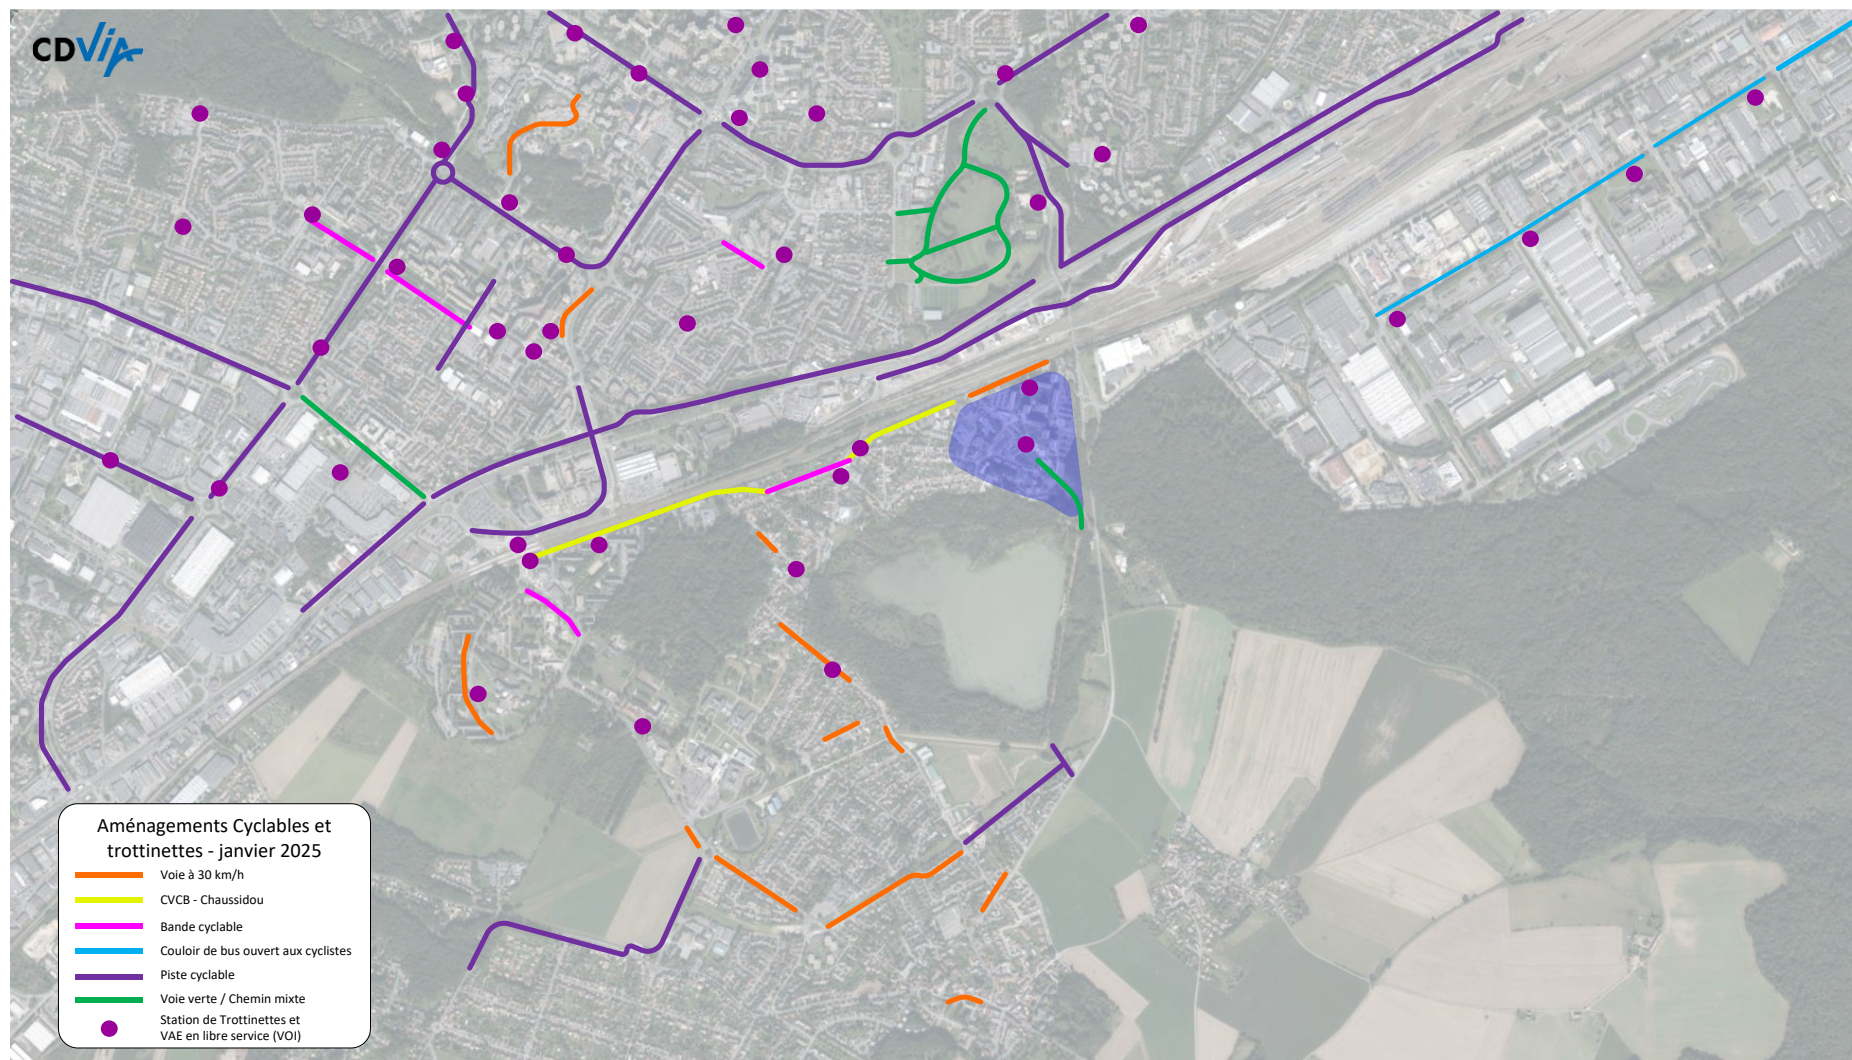 CDVIA
Aménagements Cyclables et
trottinettes - janvier 2025
Voie à 30 km/h
CVCB - Chaussidou
Bande cyclable
Couloir de bus ouvert aux cyclistes
Piste cyclable
Voie verte / Chemin mixte
Station de Trottinettes et
VAE en libre service (VOI)